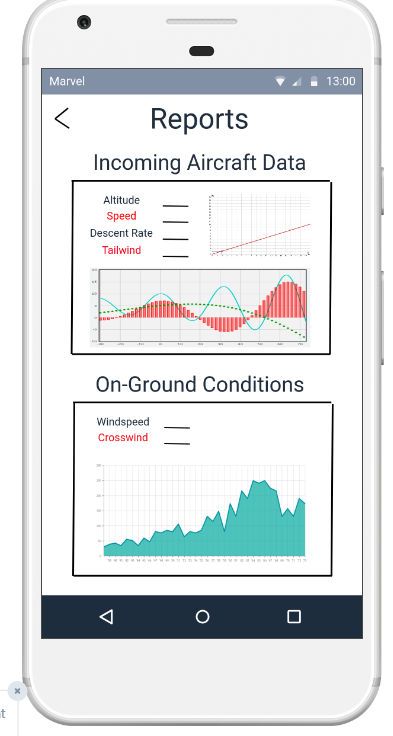 Marvel 13:00
Reports
Incoming Aircraft Data
Altitude
Speed
Descent Rate
Tailwind
On-Ground Conditions
Windspeed
Crosswind